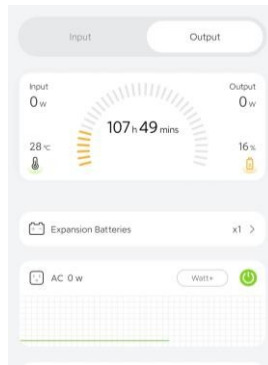 Input Output
Input Output
0 w 0 w
107 h 49 mins
28 °C 16 %
Expansion Batteries x1 >
AC 0 w Watt+